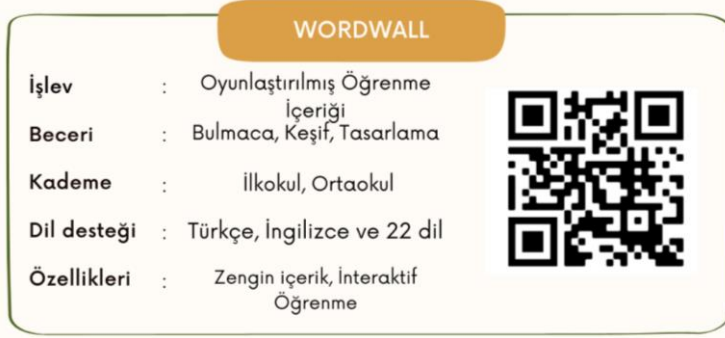 WORDWALL
İşlev : Oyunlaştırılmış Öğrenme
İçeriği
Beceri : Bulmaca, Keşif, Tasarlama
Kademe : İlkokul, Ortaokul
Dil desteği : Türkçe, İngilizce ve 22 dil
Özellikleri : Zengin içerik, İnteraktif
Öğrenme